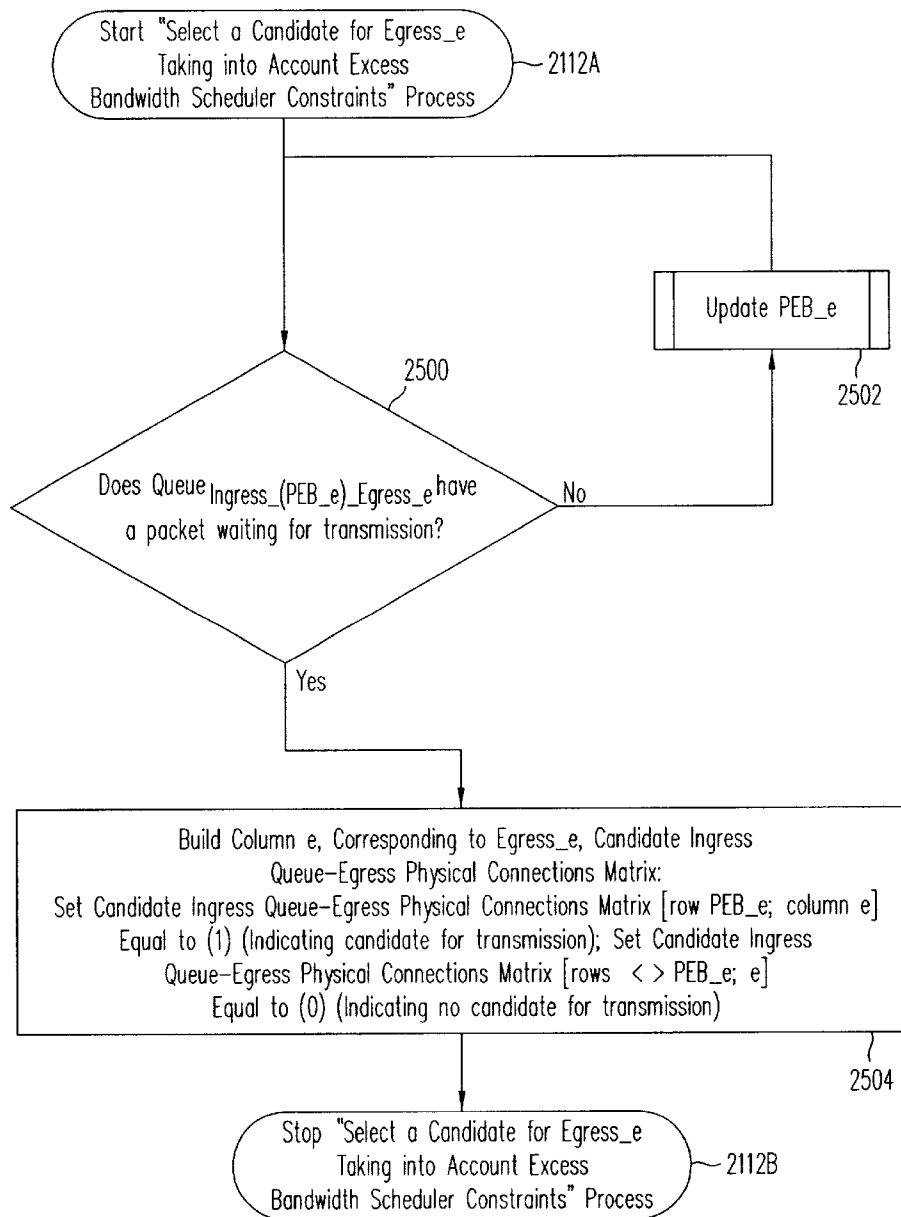 Start "Select a Candidate for Egress_e
Taking into Account Excess
Bandwidth Scheduler Constraints" Process
2112A
Update PEB_e
2502
2500
Does Queue Ingress_(PEB_e)_Egress_e have
a packet waiting for transmission?
No
Yes
Build Column e, Corresponding to Egress_e, Candidate Ingress
Queue-Egress Physical Connections Matrix:
Set Candidate Ingress Queue-Egress Physical Connections Matrix [row PEB_e; column e]
Equal to (1) (Indicating candidate for transmission); Set Candidate Ingress
Queue-Egress Physical Connections Matrix [rows < > PEB_e; e]
Equal to (0) (Indicating no candidate for transmission)
2504
Stop "Select a Candidate for Egress_e
Taking into Account Excess
Bandwidth Scheduler Constraints" Process
2112B